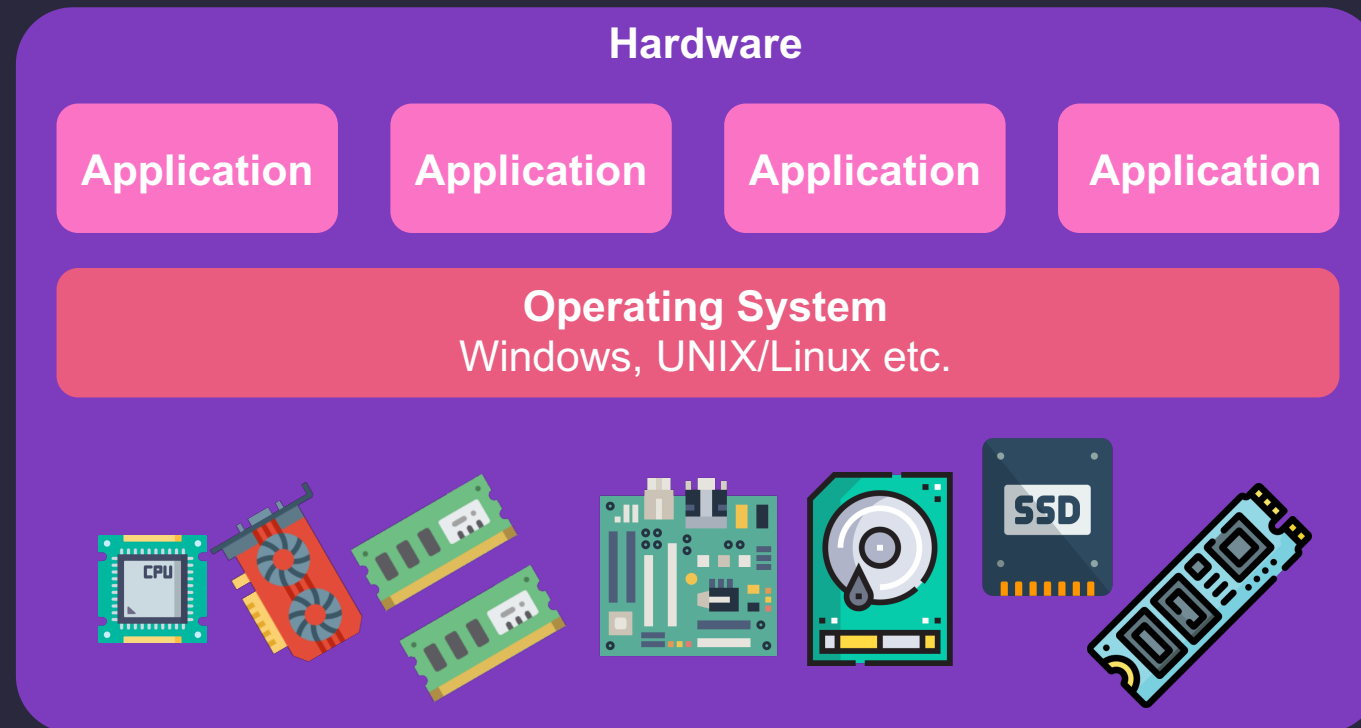 Hardware
Application
Application
Application
Application
Operating System
Windows, UNIX/Linux etc.
CPU
SSD